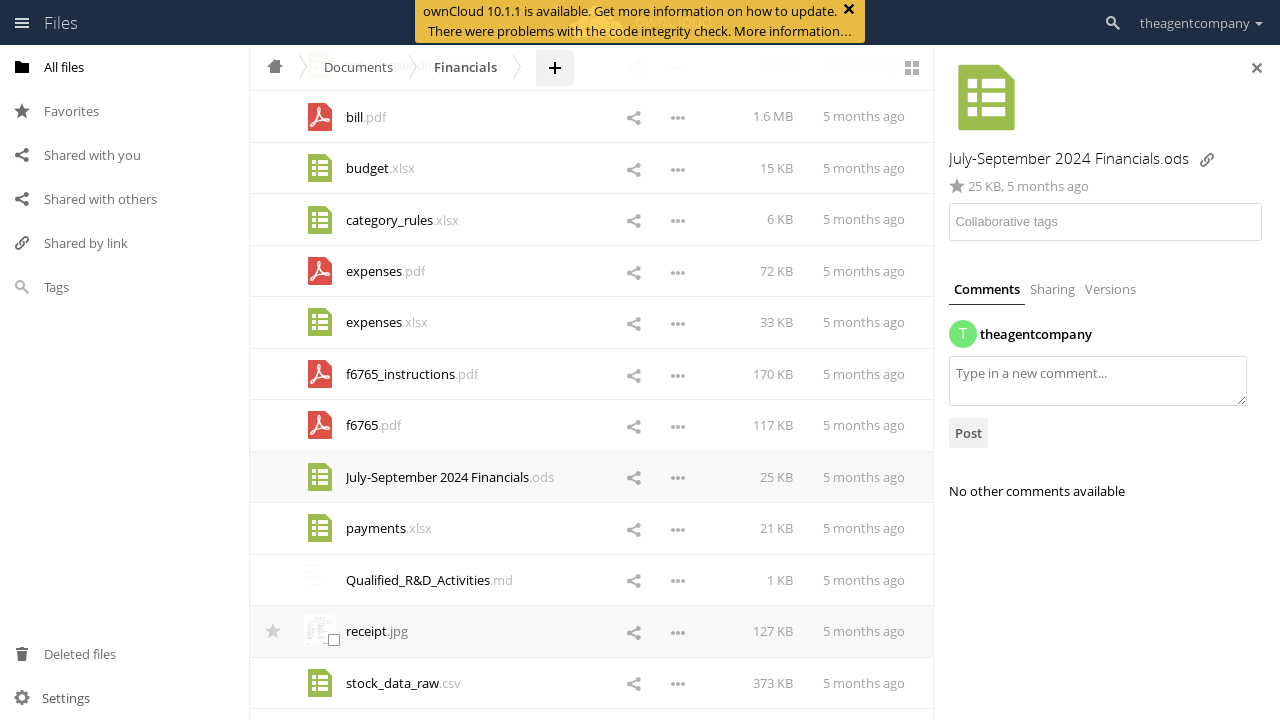 ownCloud 10.1.1 is available. Get more information on how to update.
There were problems with the code integrity check. More information…
Files
theagentcompany
All files
Favorites
Shared with you
Shared with others
Shared by link
Tags
Deleted files
Settings
Documents
Financials
bill.pdf 1.6 MB 5 months ago
budget.xlsx 15 KB 5 months ago
category_rules.xlsx 6 KB 5 months ago
expenses.pdf 72 KB 5 months ago
expenses.xlsx 33 KB 5 months ago
f6765_instructions.pdf 170 KB 5 months ago
f6765.pdf 117 KB 5 months ago
July-September 2024 Financials.ods 25 KB 5 months ago
payments.xlsx 21 KB 5 months ago
Qualified_R&D_Activities.md 1 KB 5 months ago
receipt.jpg 127 KB 5 months ago
stock_data_raw.csv 373 KB 5 months ago
July-September 2024 Financials.ods
25 KB, 5 months ago
Collaborative tags
Comments Sharing Versions
T theagentcompany
Type in a new comment...
Post
No other comments available